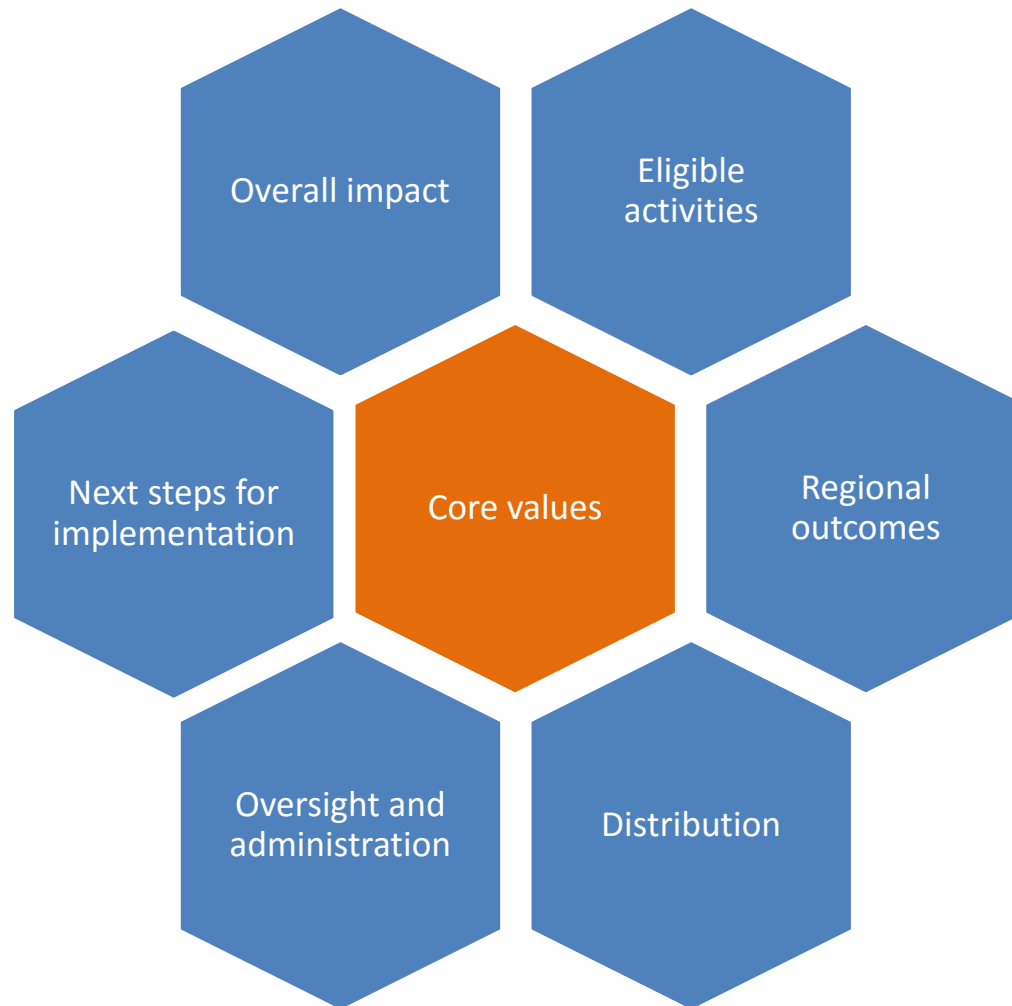 Overall impact
Eligible
activities
Next steps for
implementation
Core values
Regional
outcomes
Oversight and
administration
Distribution